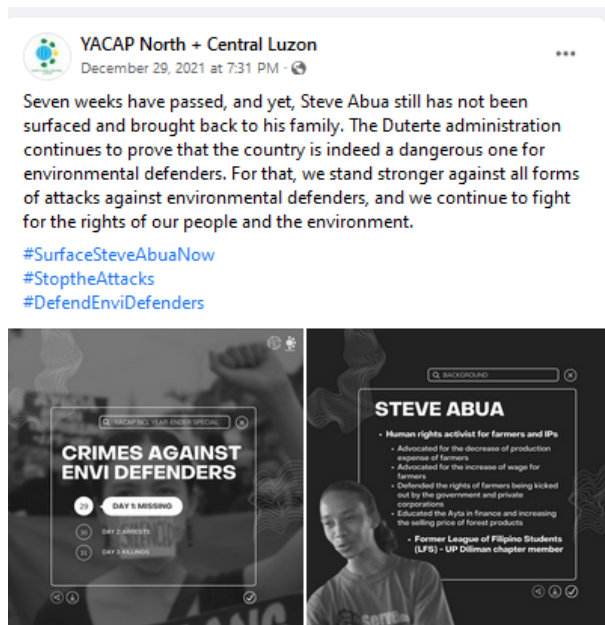 YACAP North + Central Luzon
December 29, 2021 at 7:31 PM ·
Seven weeks have passed, and yet, Steve Abua still has not been
surfaced and brought back to his family. The Duterte administration
continues to prove that the country is indeed a dangerous one for
environmental defenders. For that, we stand stronger against all forms
of attacks against environmental defenders, and we continue to fight
for the rights of our people and the environment.
#SurfaceSteveAbuaNow
#StoptheAttacks
#DefendEnviDefenders
YACAP NCL YEAR-ENDER SPECIAL
CRIMES AGAINST
ENVI DEFENDERS
29 DAY 1: MISSING
30 DAY 2: ARRESTS
31 DAY 3: KILLINGS
BACKGROUND
STEVE ABUA
• Human rights activist for farmers and IPs
• Advocated for the decrease of production
expense of farmers
• Advocated for the increase of wage for
farmers
• Defended the rights of farmers being kicked
out by the government and private
corporations
• Educated the Ayta in finance and increasing
the selling price of forest products
• Former League of Filipino Students
(LFS) - UP Diliman chapter member